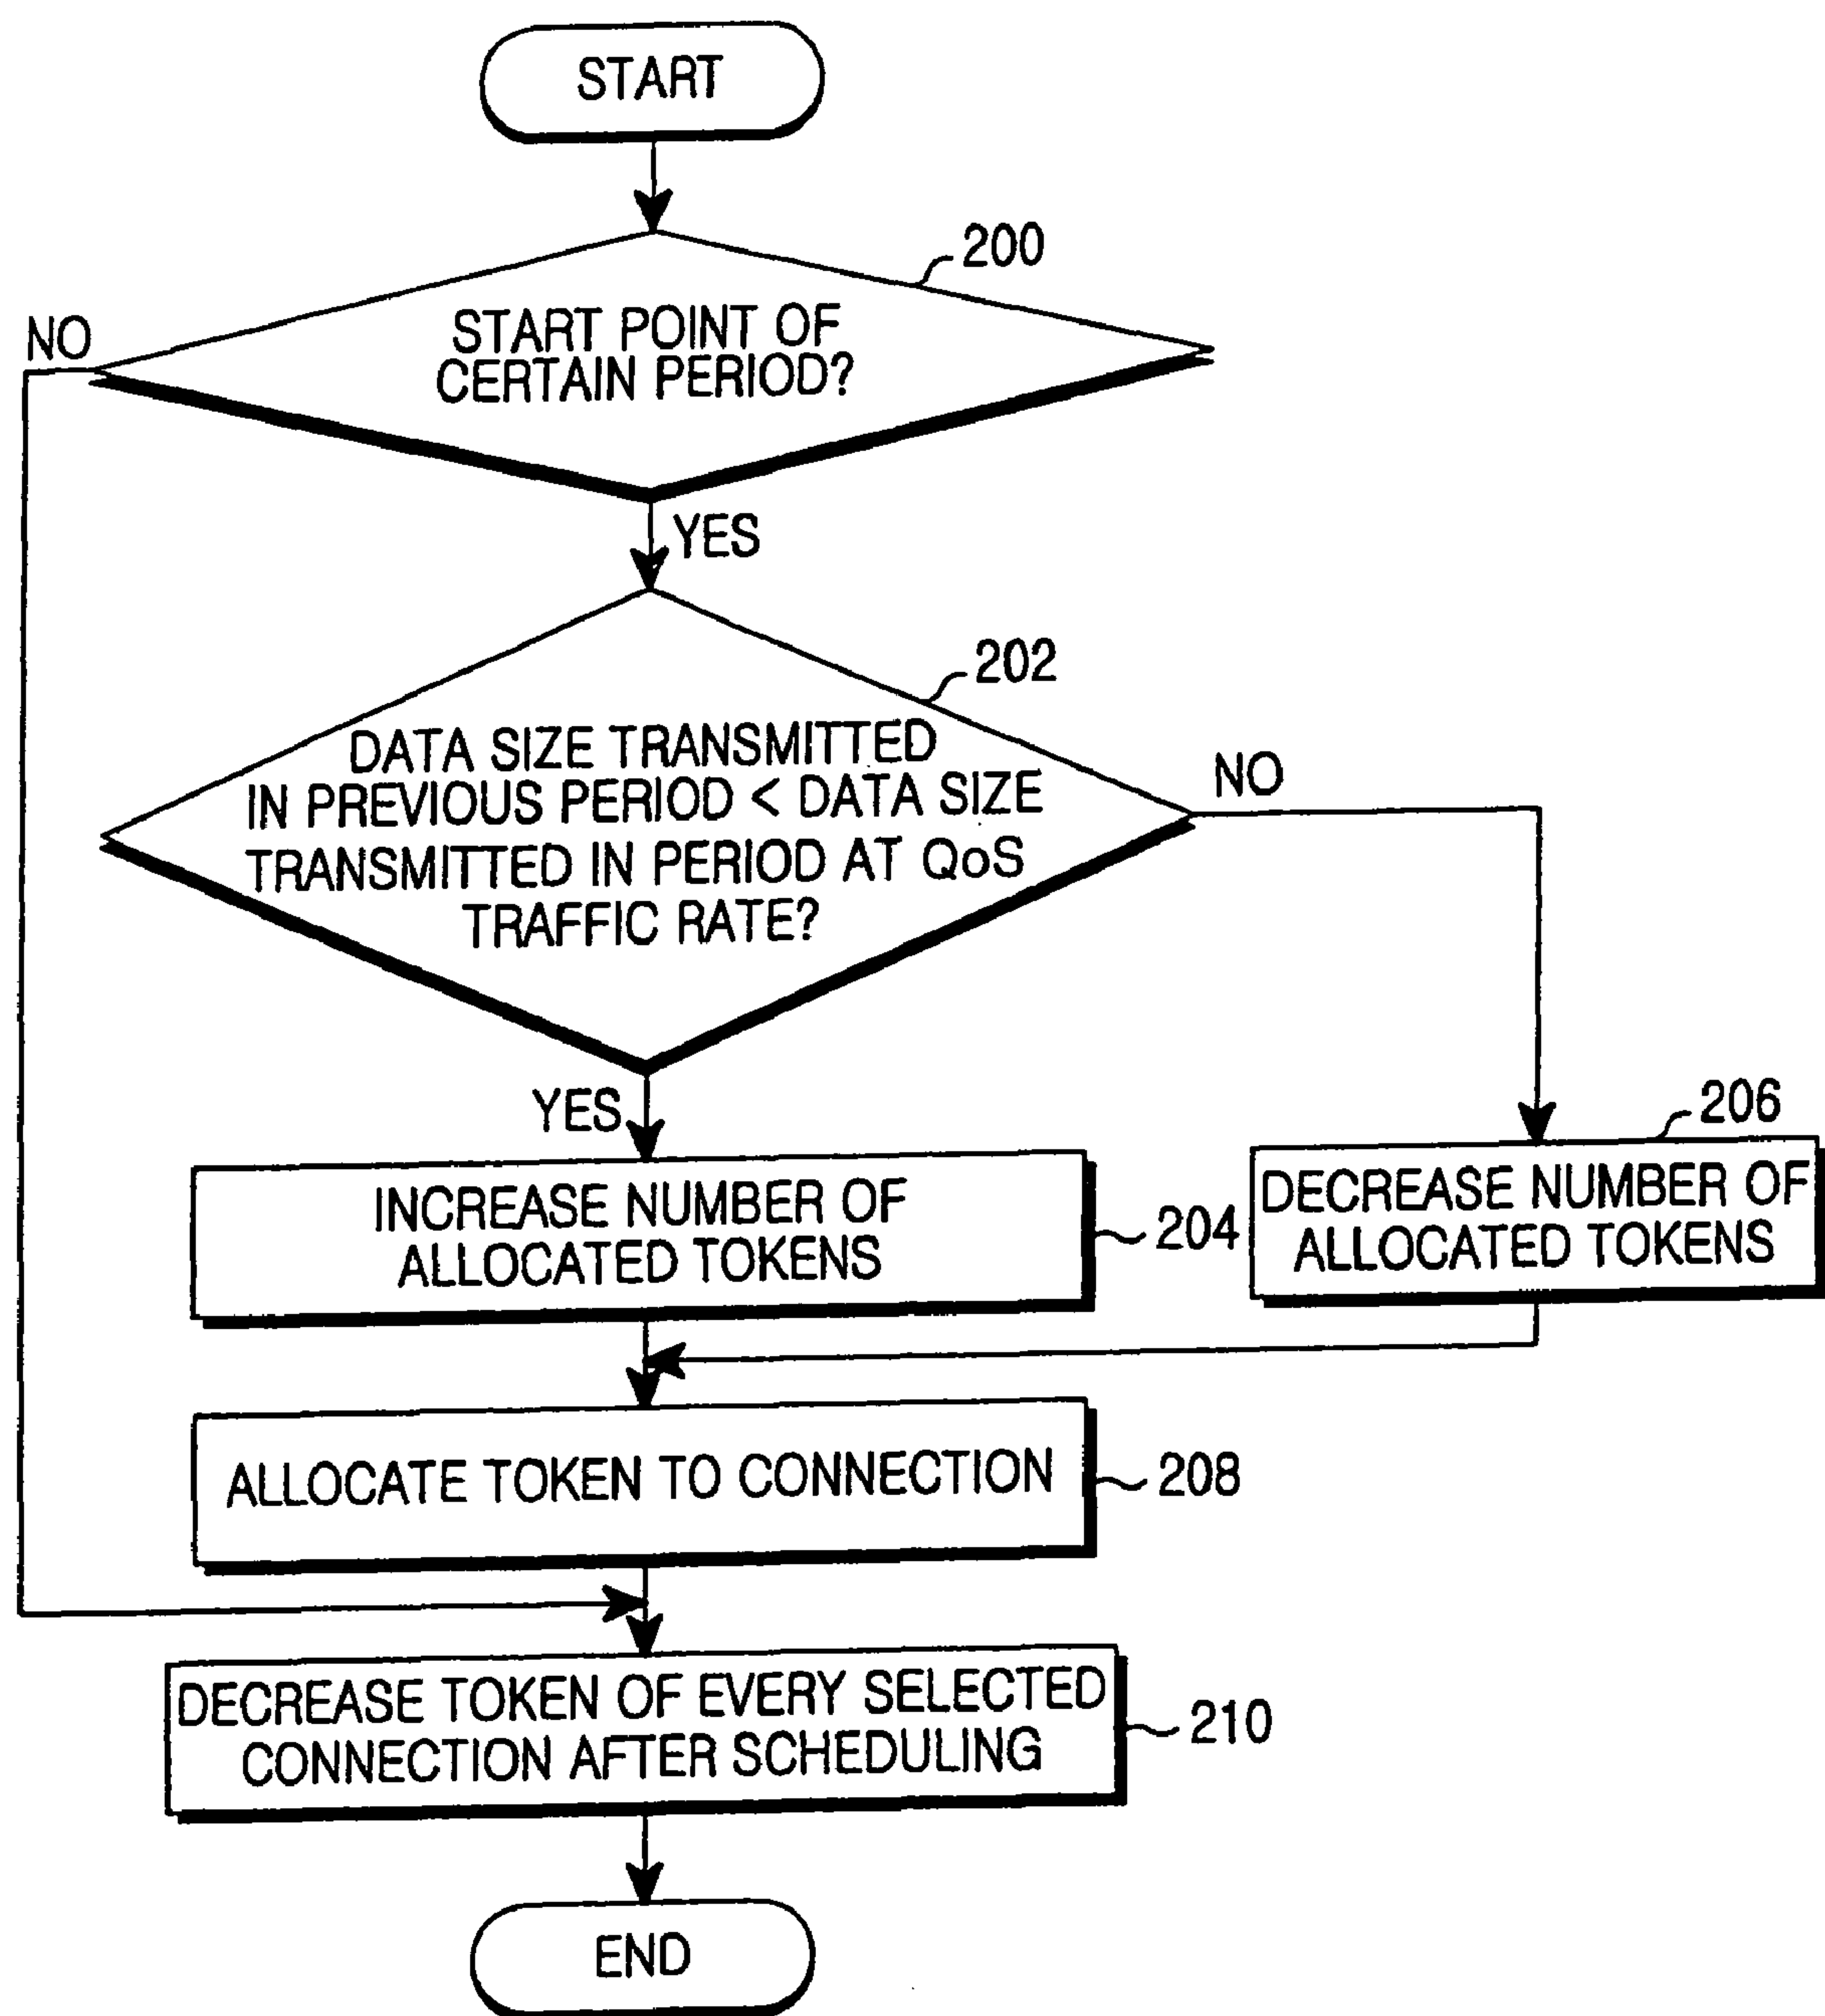 START
200
START POINT OF
CERTAIN PERIOD?
NO
YES
202
DATA SIZE TRANSMITTED
IN PREVIOUS PERIOD < DATA SIZE
TRANSMITTED IN PERIOD AT QoS
TRAFFIC RATE?
NO
YES
INCREASE NUMBER OF
ALLOCATED TOKENS
204
206
DECREASE NUMBER OF
ALLOCATED TOKENS
ALLOCATE TOKEN TO CONNECTION
208
DECREASE TOKEN OF EVERY SELECTED
CONNECTION AFTER SCHEDULING
210
END